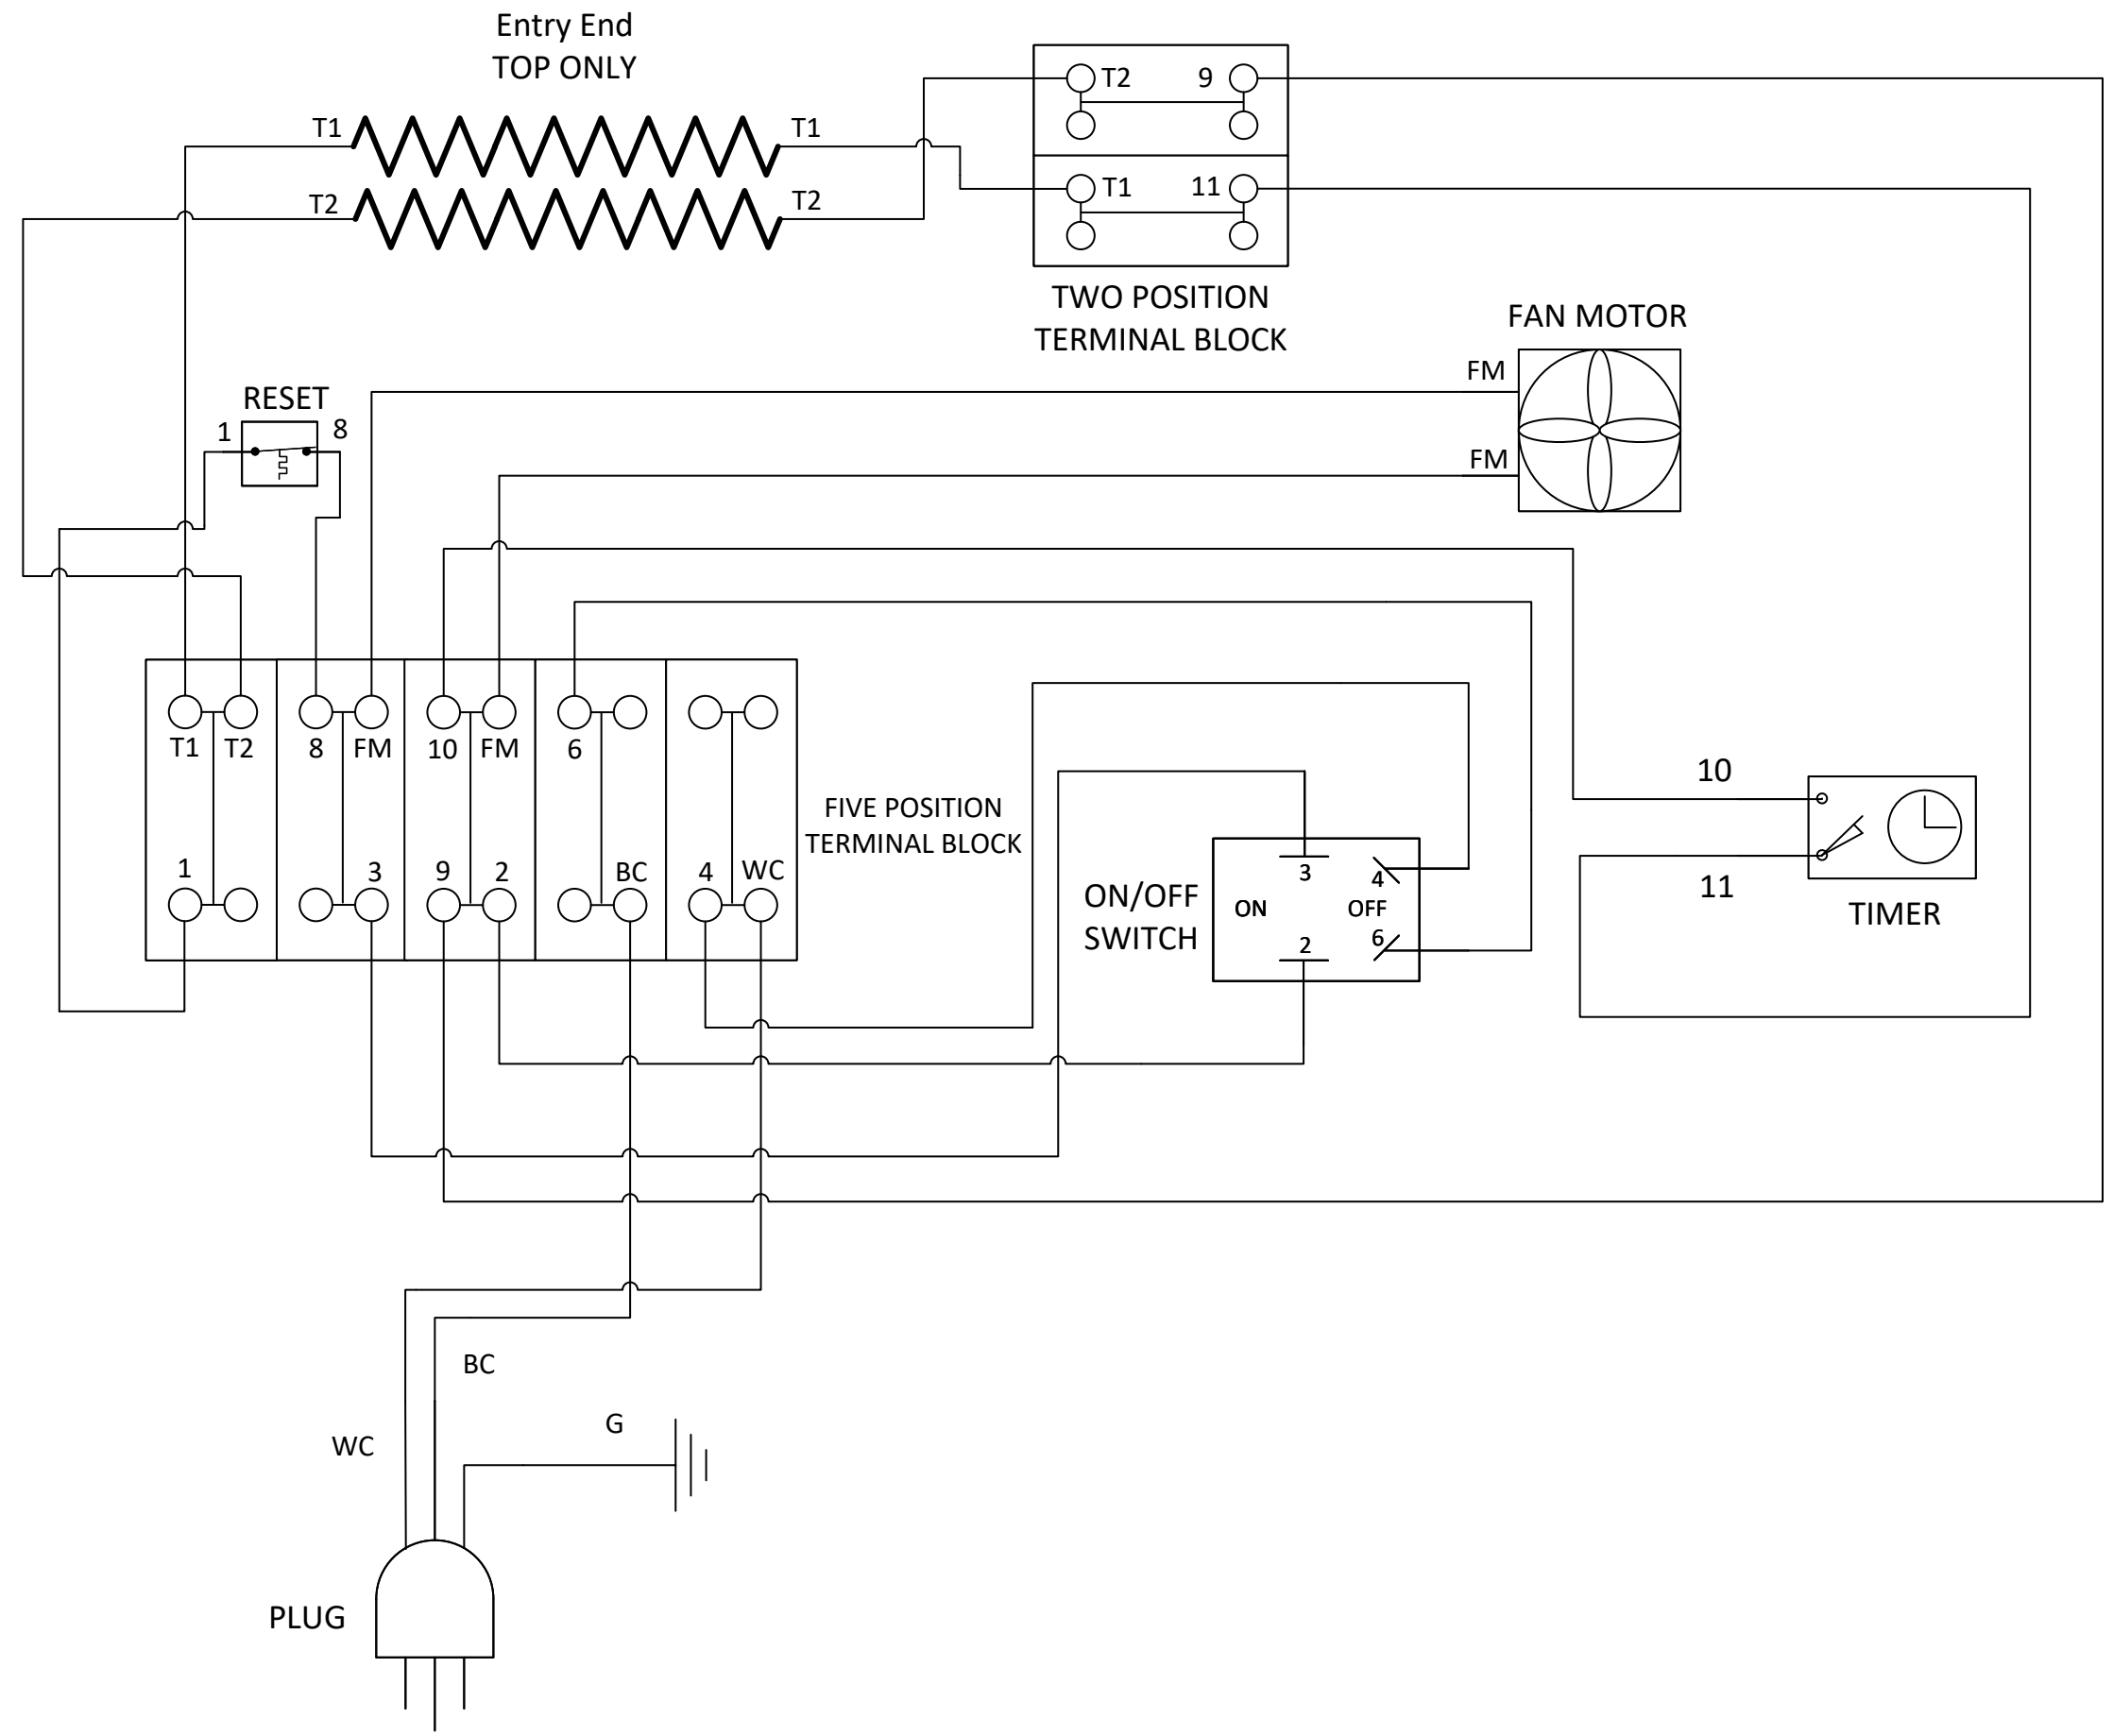 Entry End
TOP ONLY
T2 9
T1 T1
T2 T2
T1 11
TWO POSITION
TERMINAL BLOCK
FAN MOTOR
FM
RESET
1 8
FM
T1 T2 8 FM 10 FM 6
10
FIVE POSITION
TERMINAL BLOCK
1 3 9 2 BC 4 WC
3 4
11
ON/OFF
SWITCH
ON OFF
TIMER
2 6
BC
G
WC
PLUG